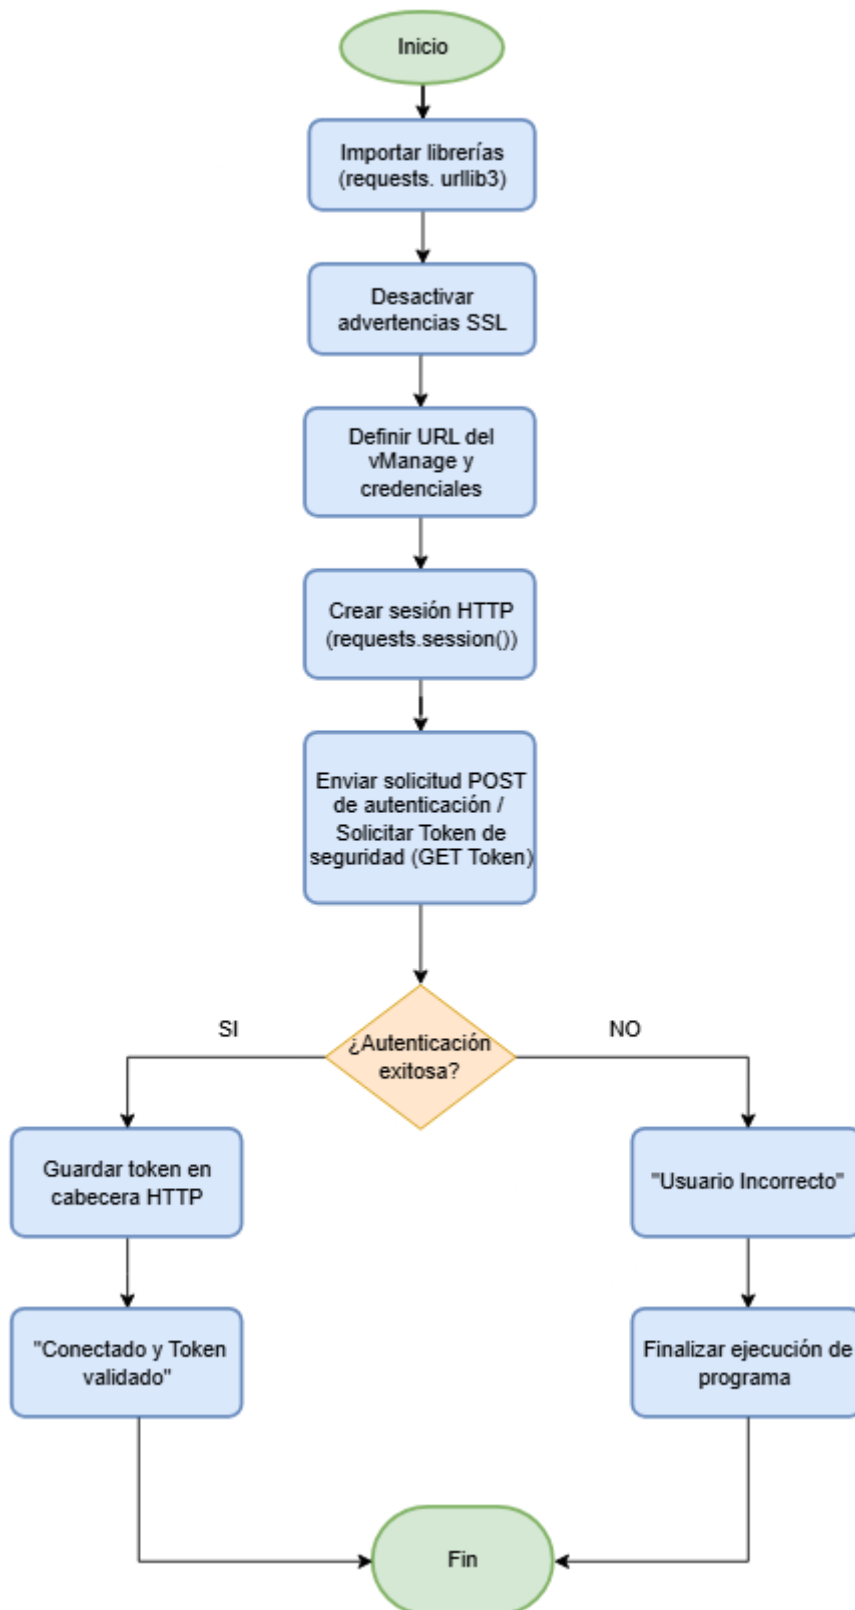 Inicio
Importar librerías
(requests. urllib3)
Desactivar
advertencias SSL
Definir URL del
vManage y
credenciales
Crear sesión HTTP
(requests.session())
Enviar solicitud POST
de autenticación /
Solicitar Token de
seguridad (GET Token)
¿Autenticación
exitosa?
SI
NO
Guardar token en
cabecera HTTP
"Usuario Incorrecto"
"Conectado y Token
validado"
Finalizar ejecución de
programa
Fin